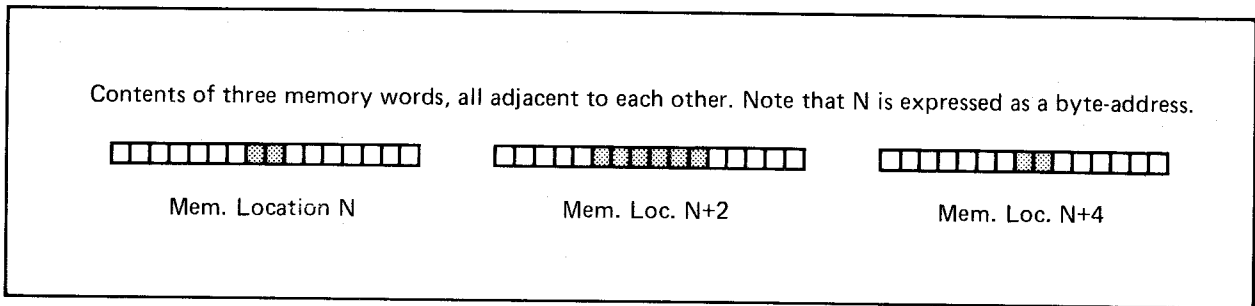 Contents of three memory words, all adjacent to each other. Note that N is expressed as a byte-address.
Mem. Location N
Mem. Loc. N+2
Mem. Loc. N+4